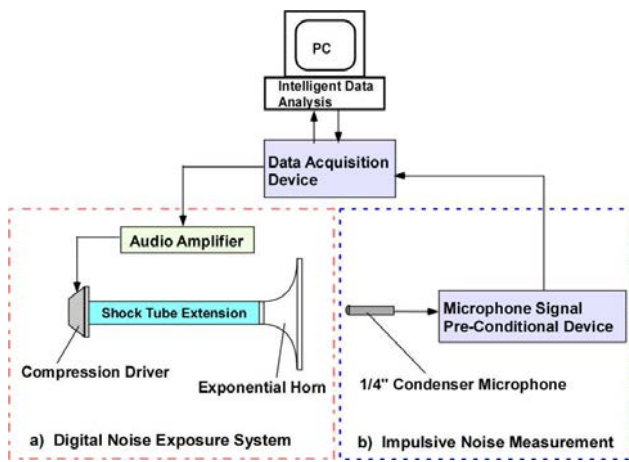 PC
Intelligent Data
Analysis
Data Acquisition
Device
Audio Amplifier
Shock Tube Extension
Compression Driver
Exponential Horn
a) Digital Noise Exposure System
Microphone Signal
Pre-Conditional Device
1/4" Condenser Microphone
b) Impulsive Noise Measurement